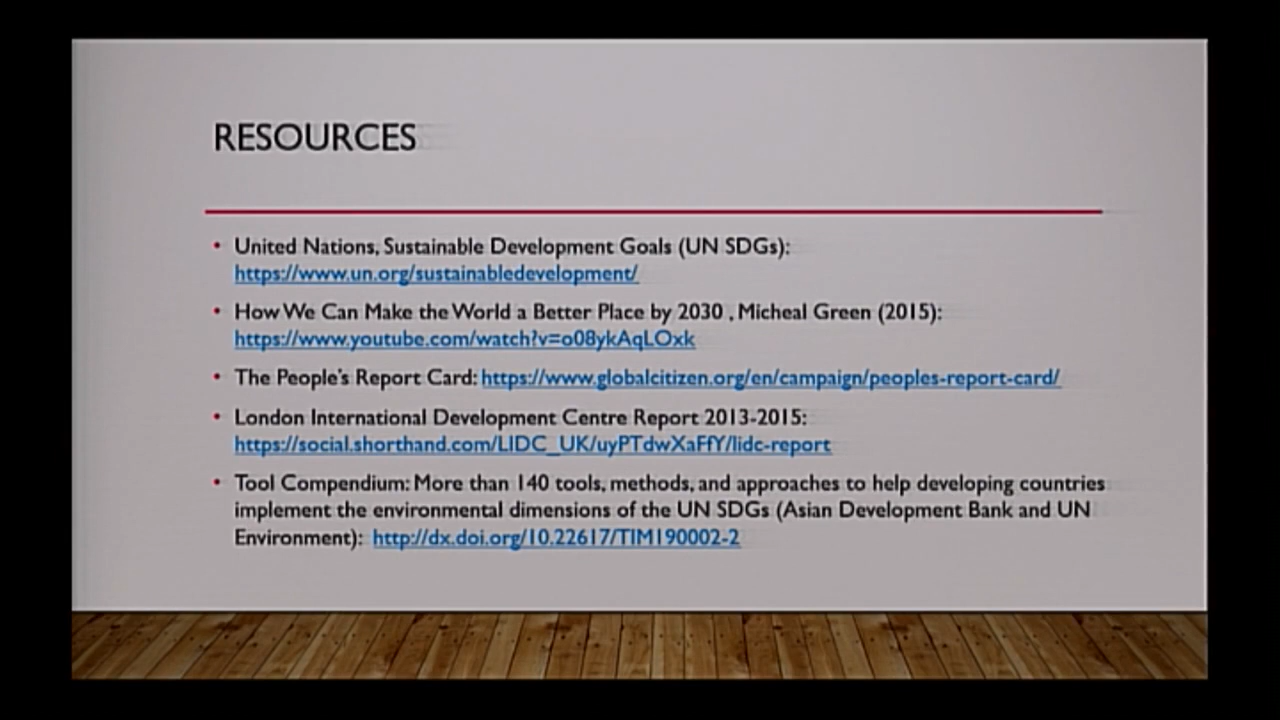 RESOURCES
• United Nations, Sustainable Development Goals (UN SDGs):
https://www.un.org/sustainabledevelopment/
• How We Can Make the World a Better Place by 2030 , Micheal Green (2015):
https://www.youtube.com/watch?v=o08ykAqLOxk
• The People's Report Card: https://www.globalcitizen.org/en/campaign/peoples-report-card/
• London International Development Centre Report 2013-2015:
https://social.shorthand.com/LIDC_UK/uyPTdwXaFfY/lidc-report
• Tool Compendium: More than 140 tools, methods, and approaches to help developing countries
implement the environmental dimensions of the UN SDGs (Asian Development Bank and UN
Environment): http://dx.doi.org/10.22617/TIM190002-2